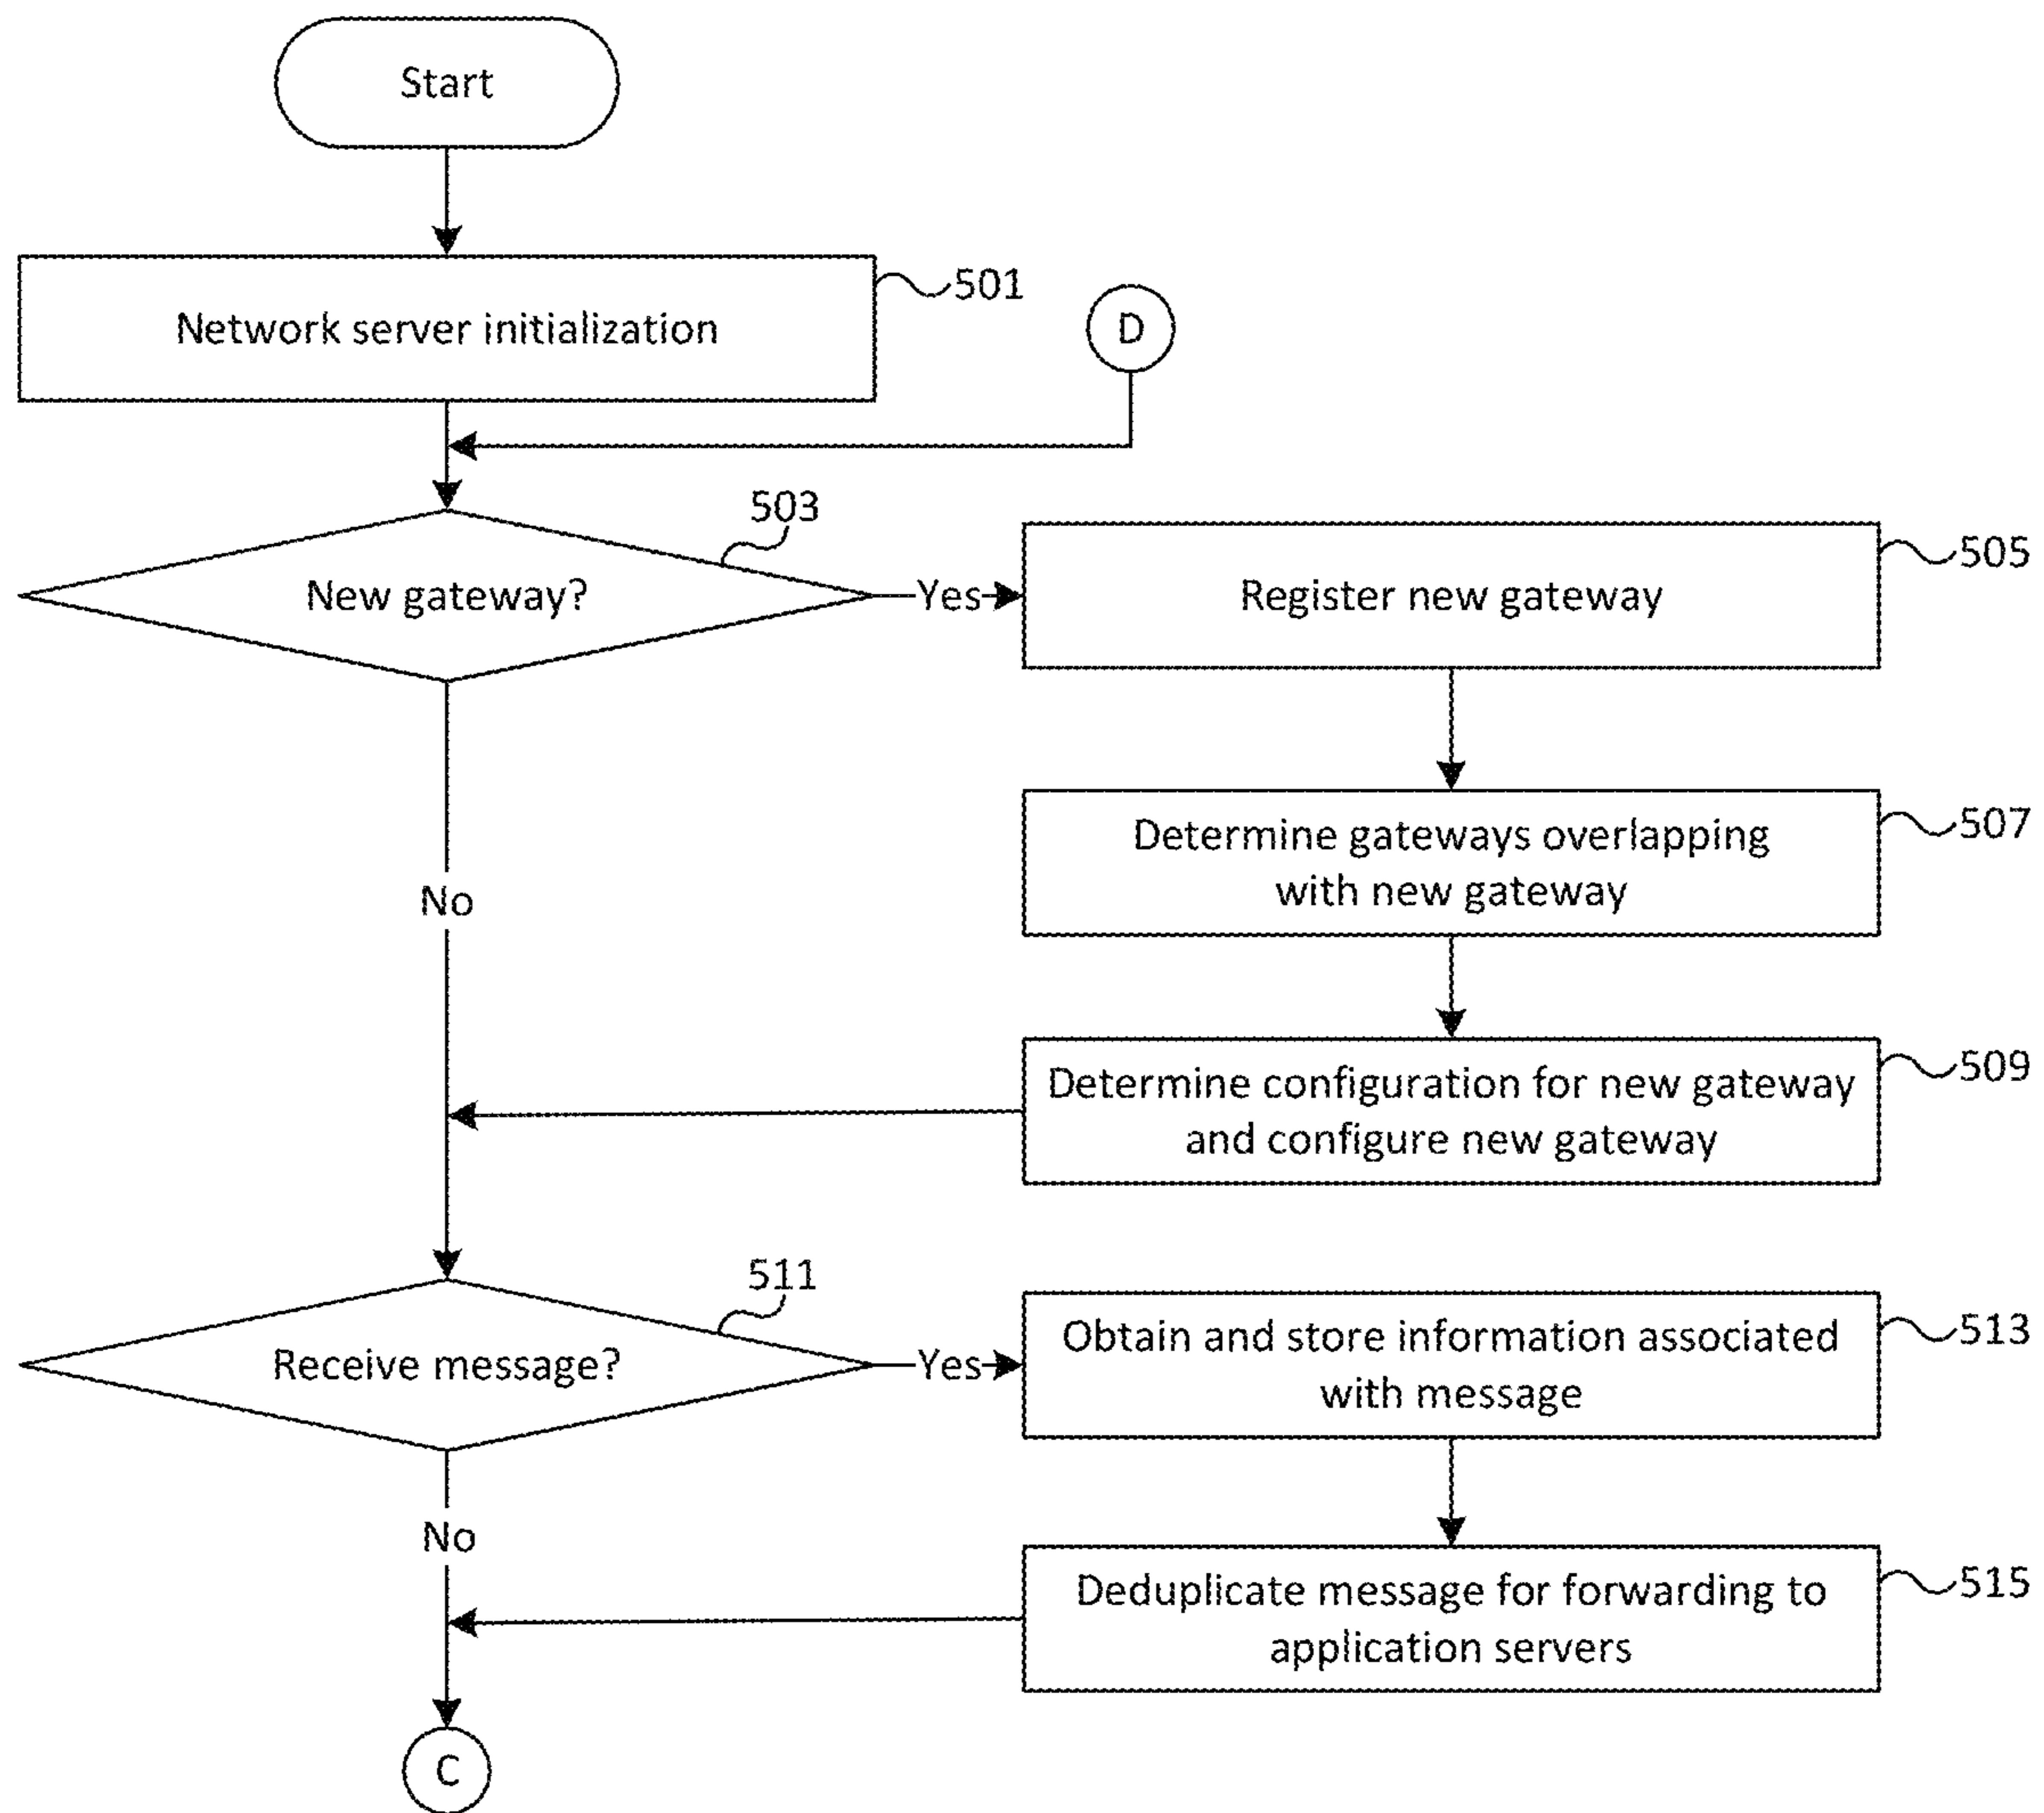 Start
Network server initialization
501
D
503
New gateway?
Yes
Register new gateway
505
Determine gateways overlapping
with new gateway
507
No
Determine configuration for new gateway
and configure new gateway
509
511
Receive message?
Yes
Obtain and store information associated
with message
513
No
Deduplicate message for forwarding to
application servers
515
C